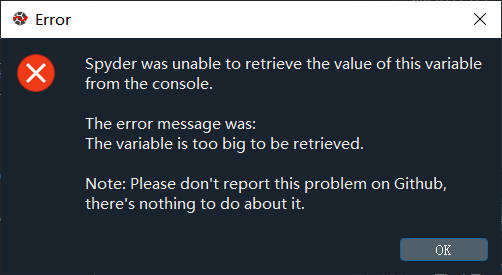 Error
Spyder was unable to retrieve the value of this variable
from the console.
The error message was:
The variable is too big to be retrieved.
Note: Please don't report this problem on Github,
there's nothing to do about it.
OK